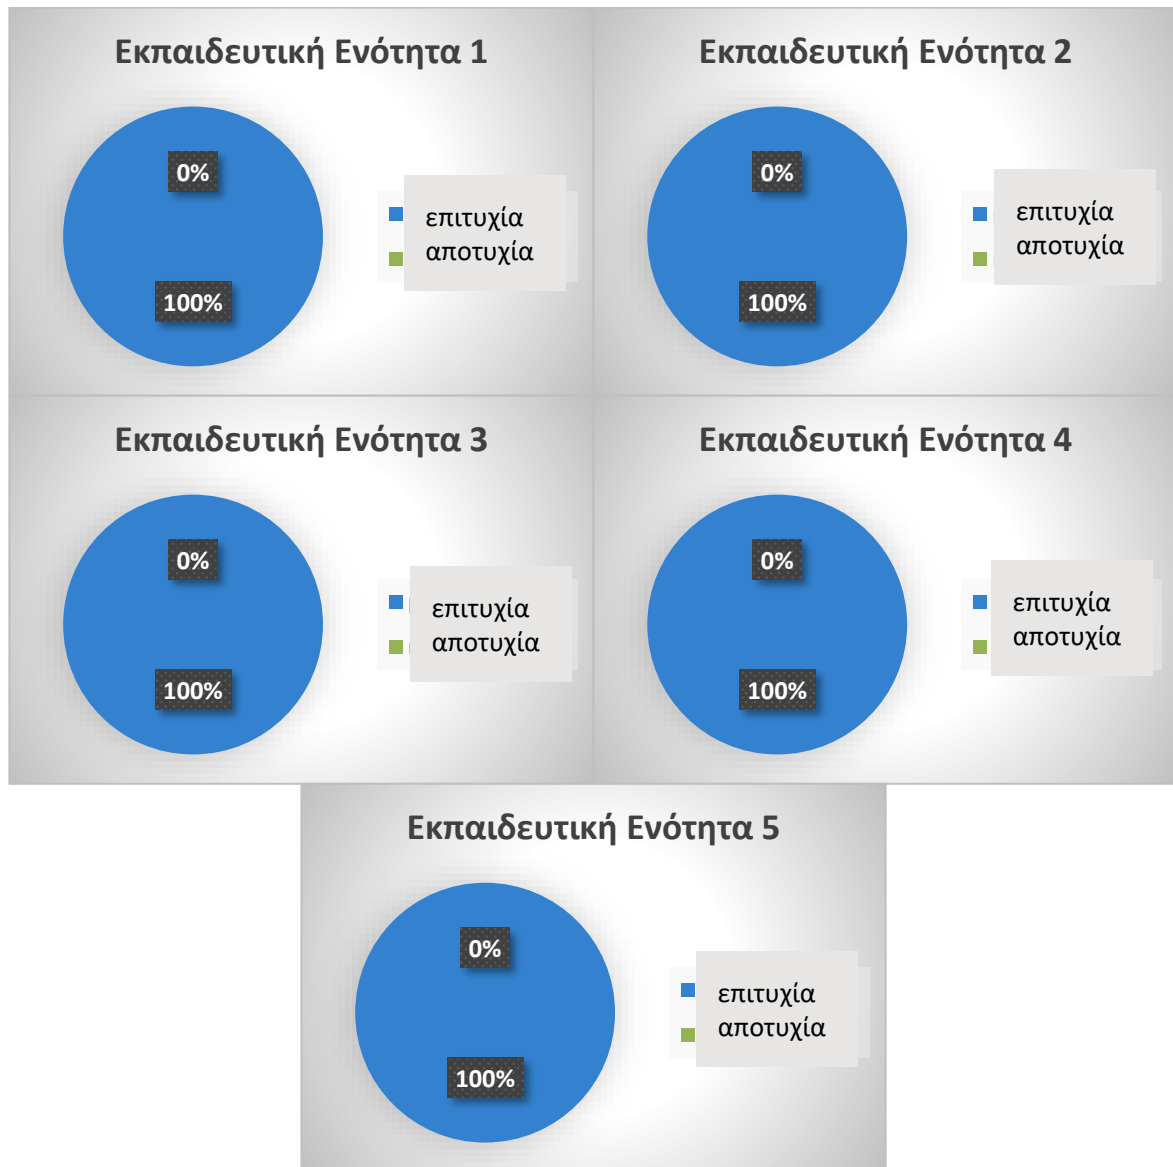 Εκπαιδευτική Ενότητα 1
0%
100%
επιτυχία
αποτυχία
Εκπαιδευτική Ενότητα 2
0%
100%
επιτυχία
αποτυχία
Εκπαιδευτική Ενότητα 3
0%
100%
επιτυχία
αποτυχία
Εκπαιδευτική Ενότητα 4
0%
100%
επιτυχία
αποτυχία
Εκπαιδευτική Ενότητα 5
0%
100%
επιτυχία
αποτυχία